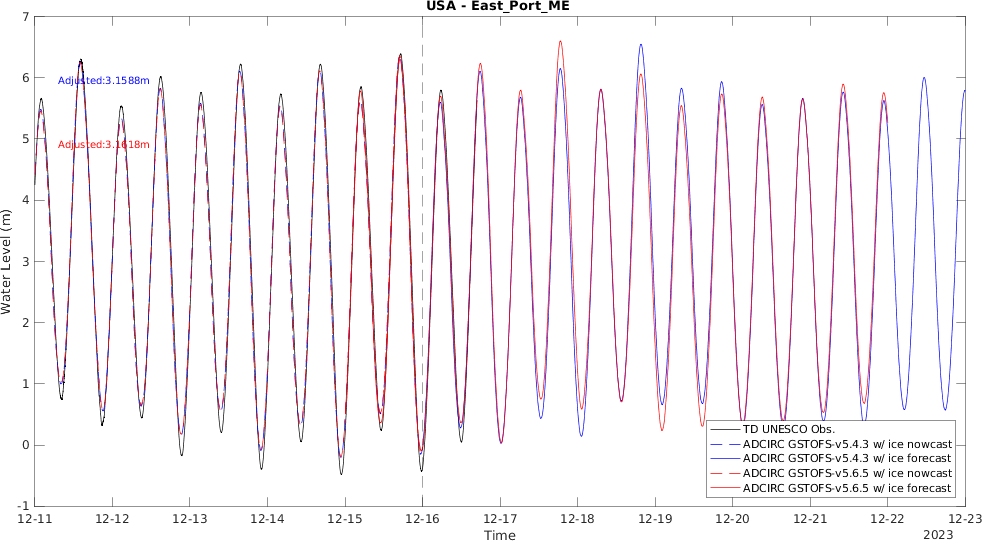 USA - East_Port_ME
7
6
5
4
3
2
1
0
-1
Water Level (m)
Adjusted:3.1588m
Adjusted:3.1618m
TD UNESCO Obs.
ADCIRC GSTOFS-v5.4.3 w/ ice nowcast
ADCIRC GSTOFS-v5.4.3 w/ ice forecast
ADCIRC GSTOFS-v5.6.5 w/ ice nowcast
ADCIRC GSTOFS-v5.6.5 w/ ice forecast
12-11 12-12 12-13 12-14 12-15 12-16 12-17 12-18 12-19 12-20 12-21 12-22 12-23
Time
2023